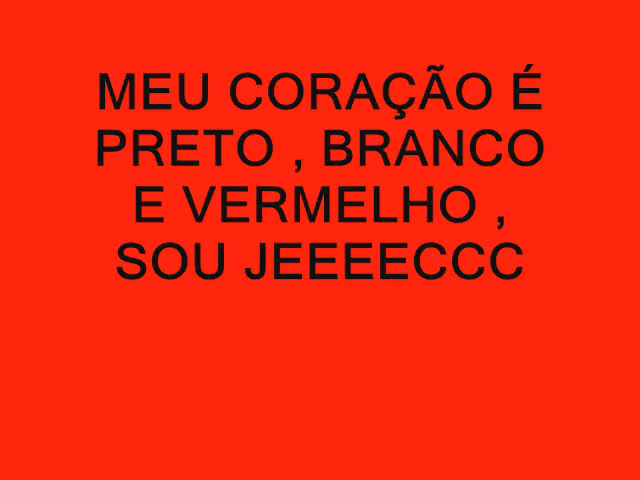 MEU CORAÇÃO É
PRETO , BRANCO
E VERMELHO ,
SOU JEEEECCC